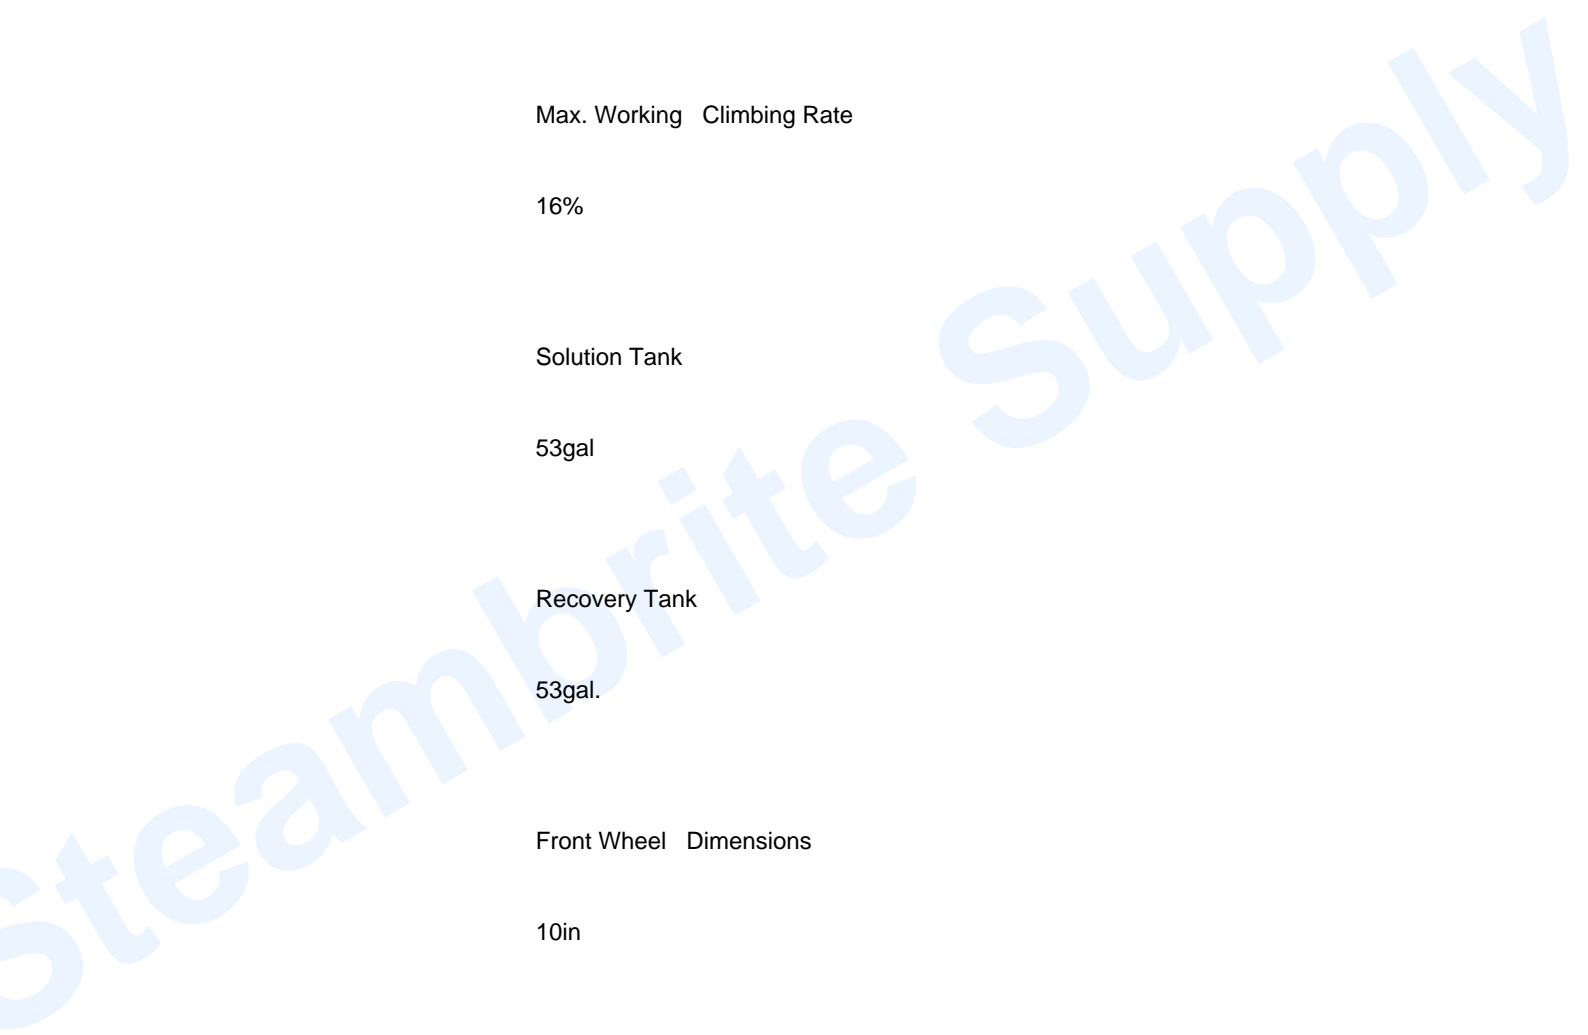 Max. Working   Climbing Rate
16%
Solution Tank
53gal
Recovery Tank
53gal.
Front Wheel   Dimensions
10in
Steambrite Supply